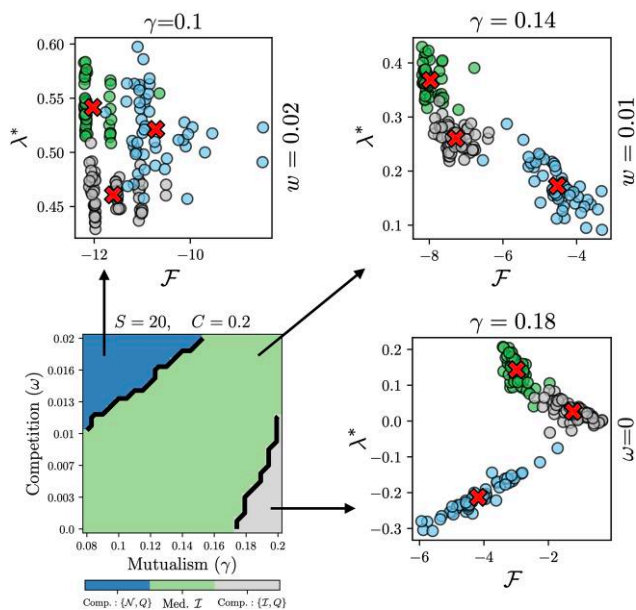 γ=0.1
0.60
0.55
0.50
0.45
λ*
−12
−10
F
w = 0.02
γ = 0.14
0.4
0.3
0.2
0.1
λ*
−8
−6
−4
F
w = 0.01
S = 20, C = 0.2
0.02
0.016
0.013
0.01
0.007
0.003
0.0
Competition (ω)
0.08
0.1
0.12
0.15
0.17
0.2
Mutualism (γ)
Comp. : {N, Q}
Med. I
Comp. : {I, Q}
γ = 0.18
0.2
0.1
0.0
−0.1
−0.2
−0.3
λ*
−6
−4
−2
F
ω=0